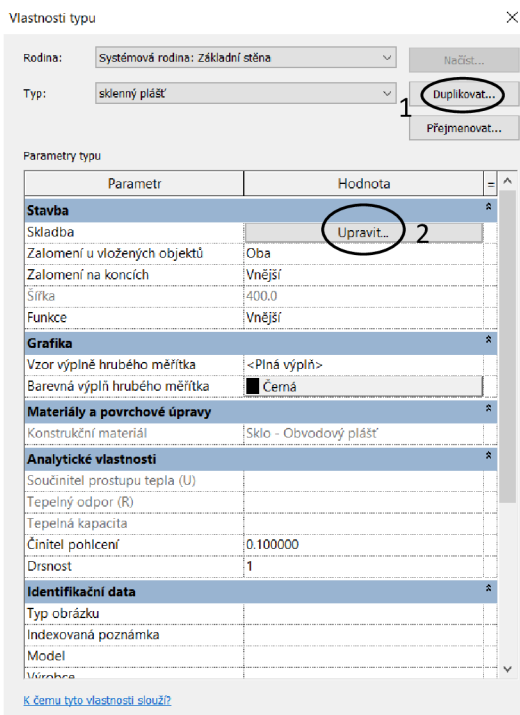 Vlastnosti typu
Rodina: Systémová rodina: Základní stěna Načíst...
Typ: sklenný plášť 1 Duplikovat...
Přejmenovat...
Parametry typu
Parametr Hodnota =
Stavba
Skladba Upravit... 2
Zalomení u vložených objektů Oba
Zalomení na koncích Vnější
Šířka 400.0
Funkce Vnější
Grafika
Vzor výplně hrubého měřítka <Plná výplň>
Barevná výplň hrubého měřítka Černá
Materiály a povrchové úpravy
Konstrukční materiál Sklo - Obvodový plášť
Analytické vlastnosti
Součinitel prostupu tepla (U)
Tepelný odpor (R)
Tepelná kapacita
Činitel pohlcení 0.100000
Drsnost 1
Identifikační data
Typ obrázku
Indexovaná poznámka
Model
Výrobce
K čemu tyto vlastnosti slouží?